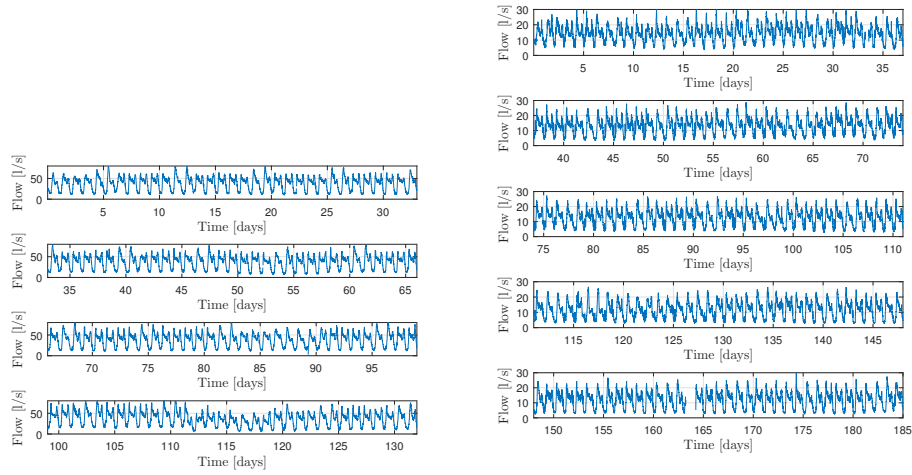 Flow [l/s]
50
0
5 10 15 20 25 30
Time [days]
Flow [l/s]
50
0
35 40 45 50 55 60 65
Time [days]
Flow [l/s]
50
0
70 75 80 85 90 95
Time [days]
Flow [l/s]
50
0
100 105 110 115 120 125 130
Time [days]
Flow [l/s]
30
20
10
0
5 10 15 20 25 30 35
Time [days]
Flow [l/s]
30
20
10
0
40 45 50 55 60 65 70
Time [days]
Flow [l/s]
30
20
10
0
75 80 85 90 95 100 105 110
Time [days]
Flow [l/s]
30
20
10
0
115 120 125 130 135 140 145
Time [days]
Flow [l/s]
30
20
10
0
150 155 160 165 170 175 180 185
Time [days]